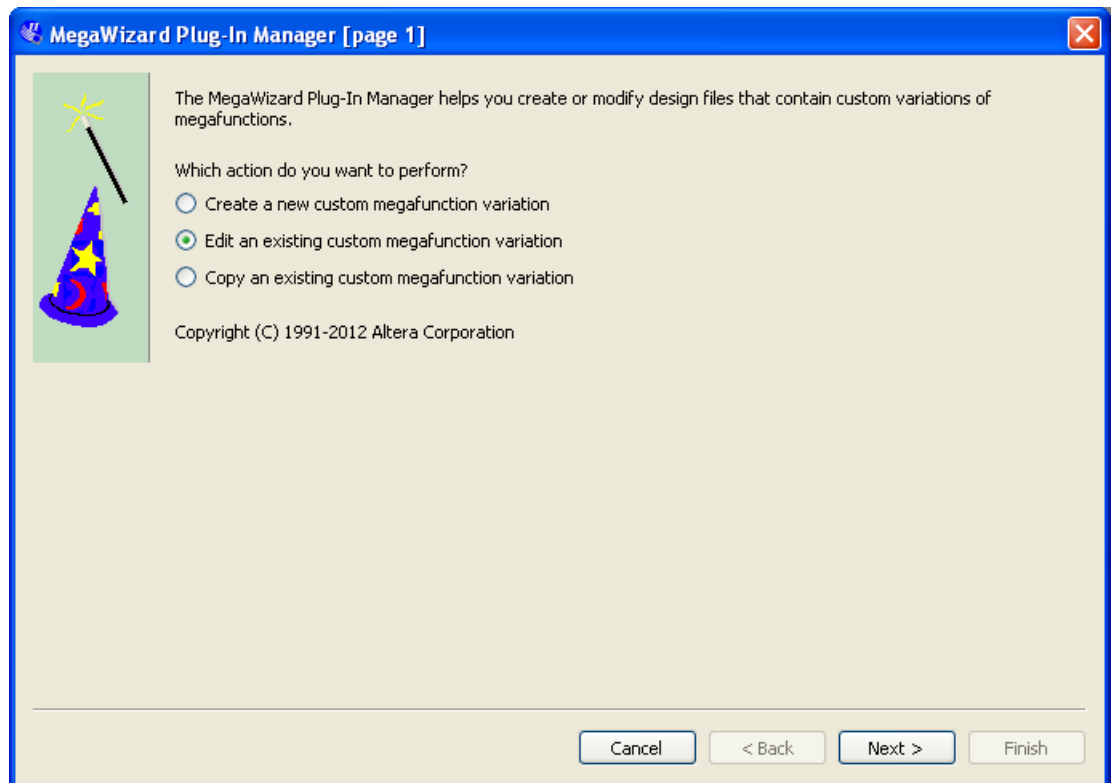 MegaWizard Plug-In Manager [page 1]
The MegaWizard Plug-In Manager helps you create or modify design files that contain custom variations of
megafunctions.
Which action do you want to perform?
Create a new custom megafunction variation
Edit an existing custom megafunction variation
Copy an existing custom megafunction variation
Copyright (C) 1991-2012 Altera Corporation
Cancel
< Back
Next >
Finish